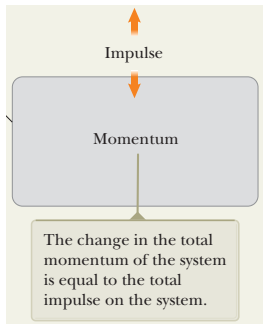 Impulse
Momentum
The change in the total
momentum of the system
is equal to the total
impulse on the system.